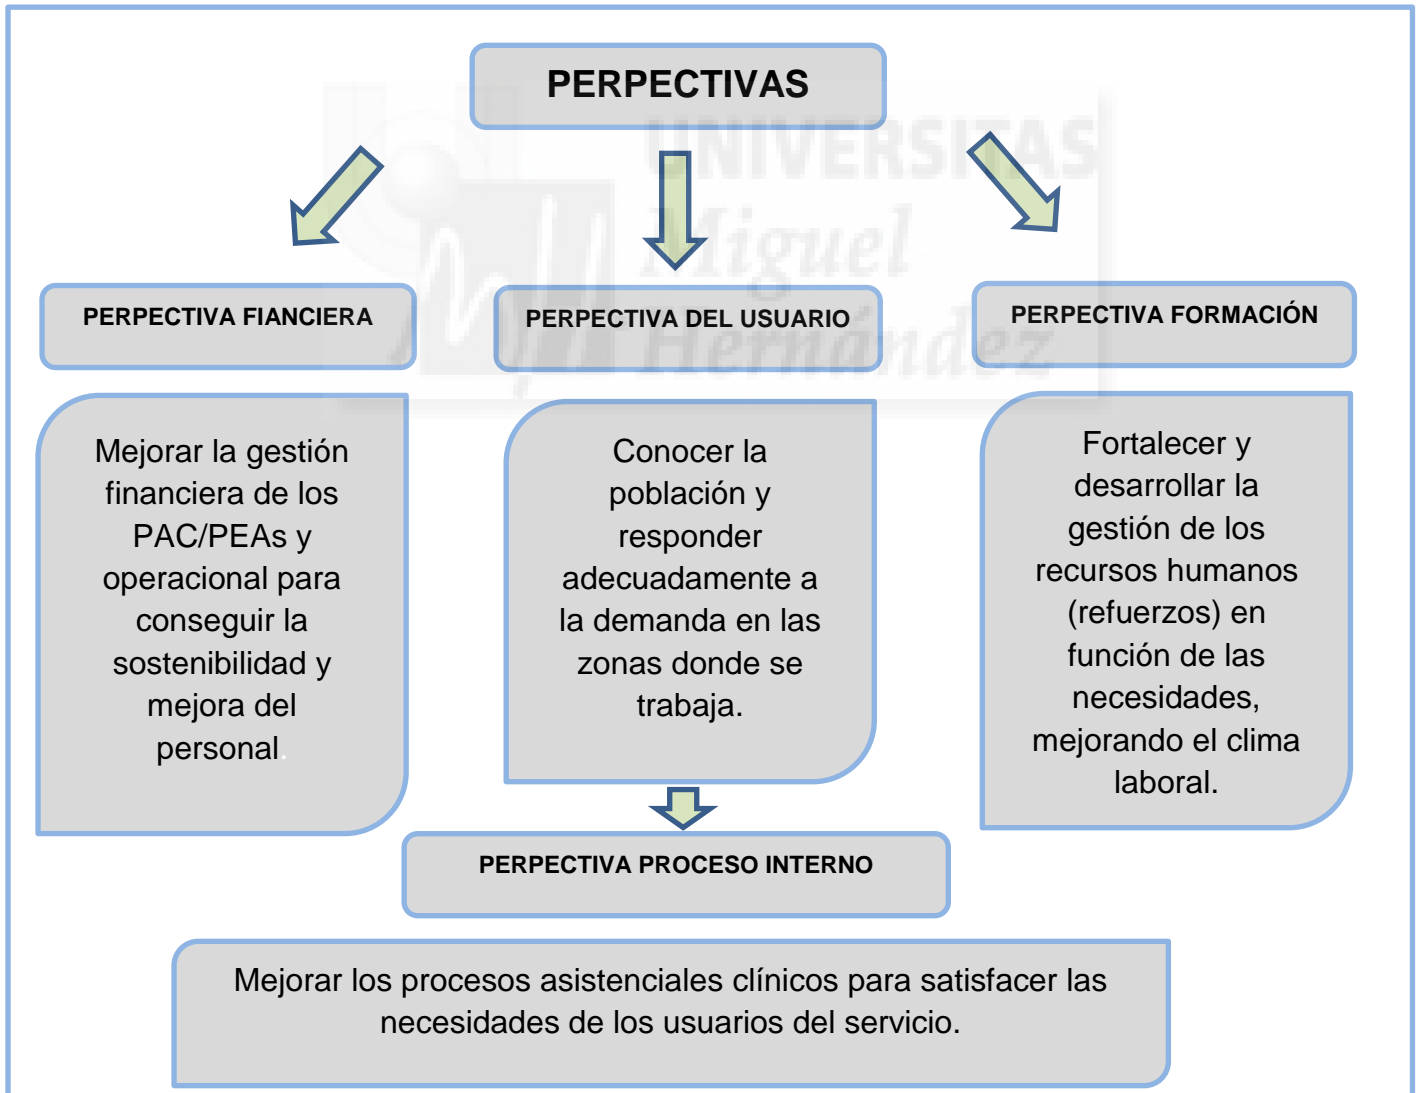 PERPECTIVAS
UNIVERSITAS
Miguel
Hernández
PERPECTIVA FIANCIERA
PERPECTIVA DEL USUARIO
PERPECTIVA FORMACIÓN
Mejorar la gestión
financiera de los
PAC/PEAs y
operacional para
conseguir la
sostenibilidad y
mejora del
personal.
Conocer la
población y
responder
adecuadamente a
la demanda en las
zonas donde se
trabaja.
Fortalecer y
desarrollar la
gestión de los
recursos humanos
(refuerzos) en
función de las
necesidades,
mejorando el clima
laboral.
PERPECTIVA PROCESO INTERNO
Mejorar los procesos asistenciales clínicos para satisfacer las
necesidades de los usuarios del servicio.